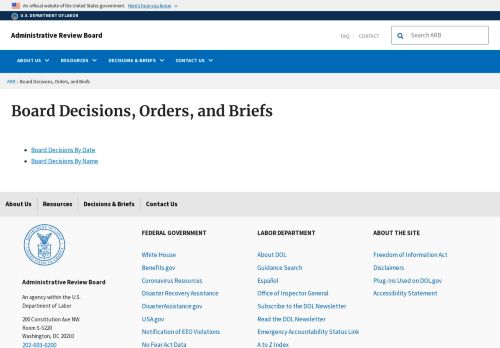 An official website of the United States government. Here's how you know
U.S. DEPARTMENT OF LABOR
Administrative Review Board
FAQ CONTACT
Search ARB
ABOUT US RESOURCES DECISIONS & BRIEFS CONTACT US
ARB › Board Decisions, Orders, and Briefs
Board Decisions, Orders, and Briefs
• Board Decisions By Date
• Board Decisions By Name
About Us Resources Decisions & Briefs Contact Us
Administrative Review Board
An agency within the U.S.
Department of Labor
200 Constitution Ave NW
Room S-5220
Washington, DC 20210
202-693-6200
FEDERAL GOVERNMENT
White House
Benefits.gov
Coronavirus Resources
Disaster Recovery Assistance
DisasterAssistance.gov
USA.gov
Notification of EEO Violations
No Fear Act Data
LABOR DEPARTMENT
About DOL
Guidance Search
Español
Office of Inspector General
Subscribe to the DOL Newsletter
Read the DOL Newsletter
Emergency Accountability Status Link
A to Z Index
ABOUT THE SITE
Freedom of Information Act
Disclaimers
Plug-Ins Used on DOL.gov
Accessibility Statement